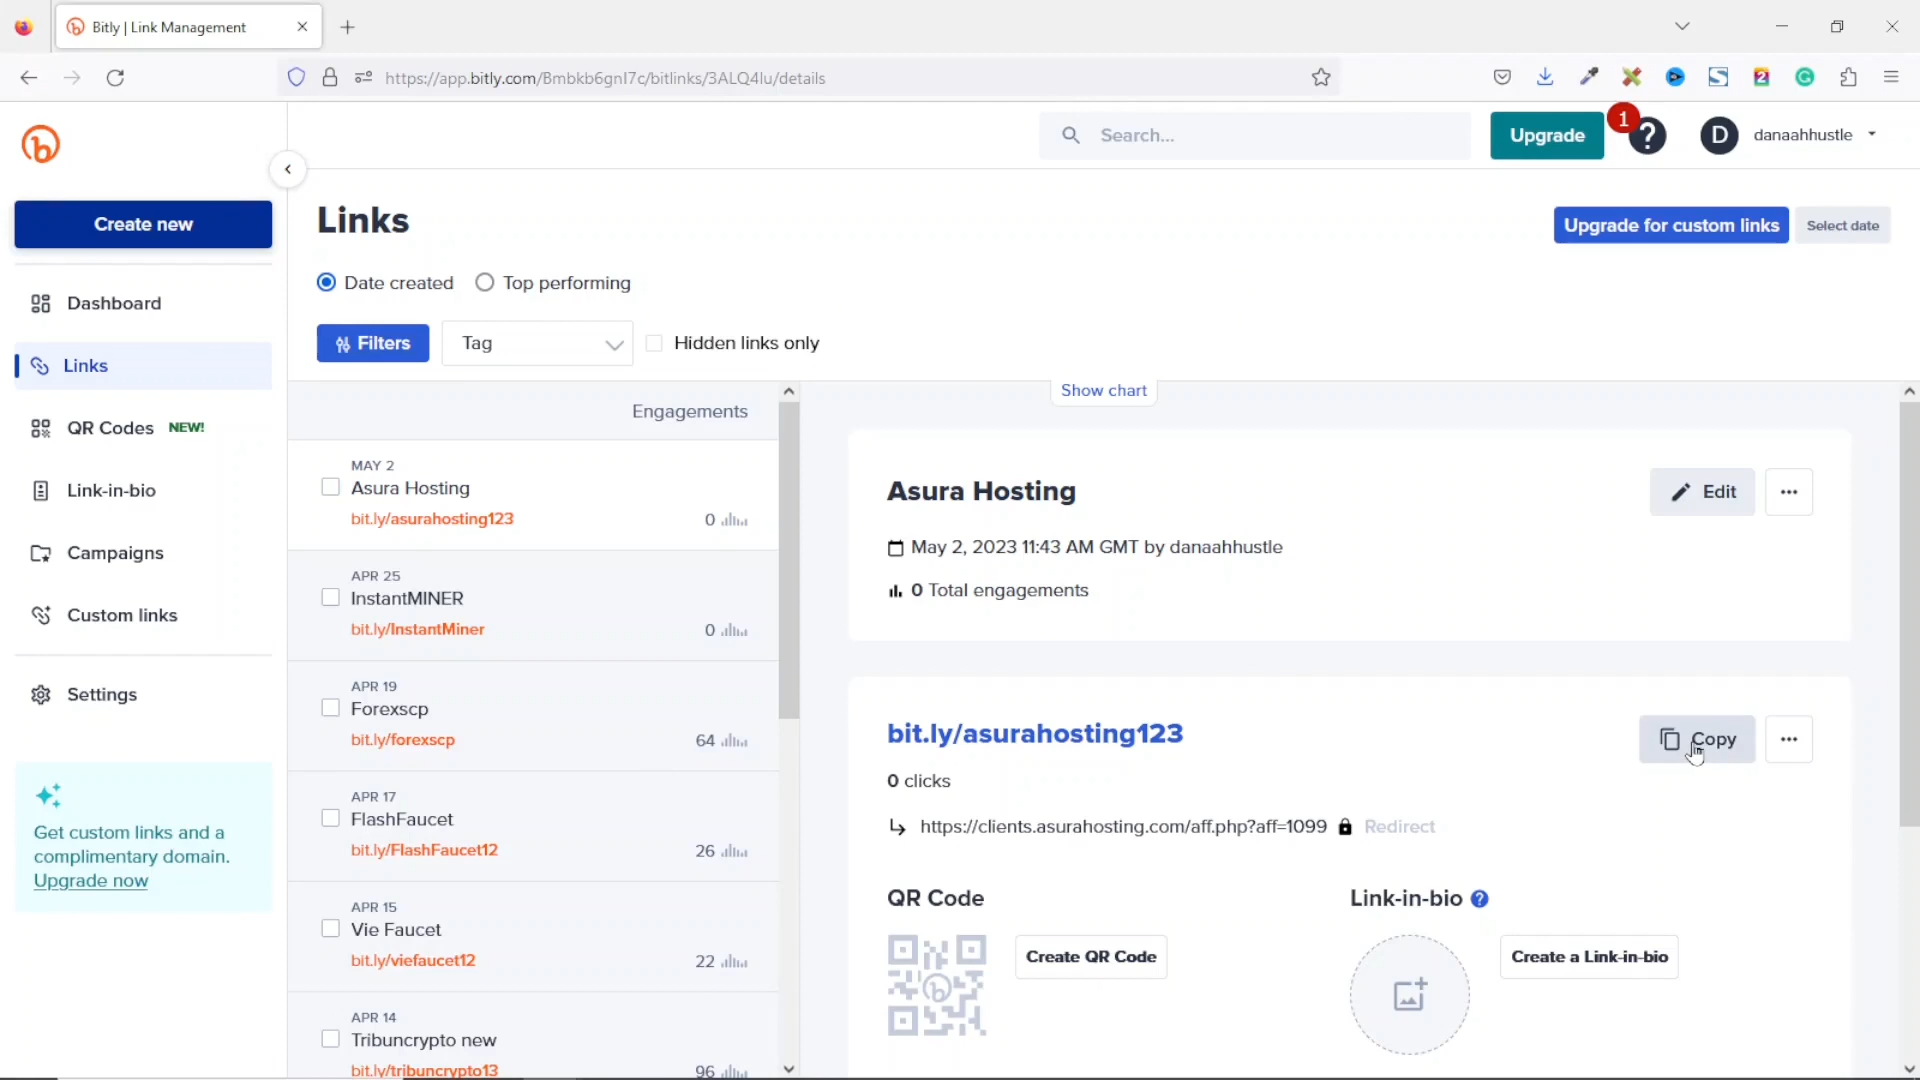 Bitly | Link Management
https://app.bitly.com/Bmbkb6gnI7c/bitlinks/3ALQ4lu/details
Search...
Upgrade
1
?
D
danaahhustle
Create new
Dashboard
Links
QR Codes NEW!
Link-in-bio
Campaigns
Custom links
Settings
Get custom links and a
complimentary domain.
Upgrade now
Links
Upgrade for custom links
Select date
Date created
Top performing
Filters
Tag
Hidden links only
Engagements
MAY 2
Asura Hosting
bit.ly/asurahosting123
0
APR 25
InstantMINER
bit.ly/InstantMiner
0
APR 19
Forexscp
bit.ly/forexscp
64
APR 17
FlashFaucet
bit.ly/FlashFaucet12
26
APR 15
Vie Faucet
bit.ly/viefaucet12
22
APR 14
Tribuncrypto new
bit.ly/tribuncrypto13
96
Show chart
Asura Hosting
Edit
May 2, 2023 11:43 AM GMT by danaahhustle
0 Total engagements
bit.ly/asurahosting123
Copy
0 clicks
https://clients.asurahosting.com/aff.php?aff=1099 Redirect
QR Code
Create QR Code
Link-in-bio ?
Create a Link-in-bio